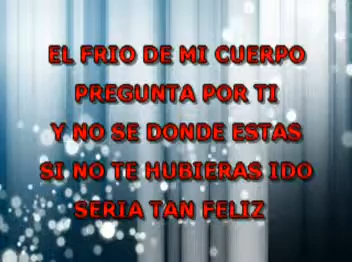 EL FRIO DE MI CUERPO
PREGUNTA POR TI
Y NO SE DONDE ESTAS
SI NO TE HUBIERAS IDO
SERIA TAN FELIZ